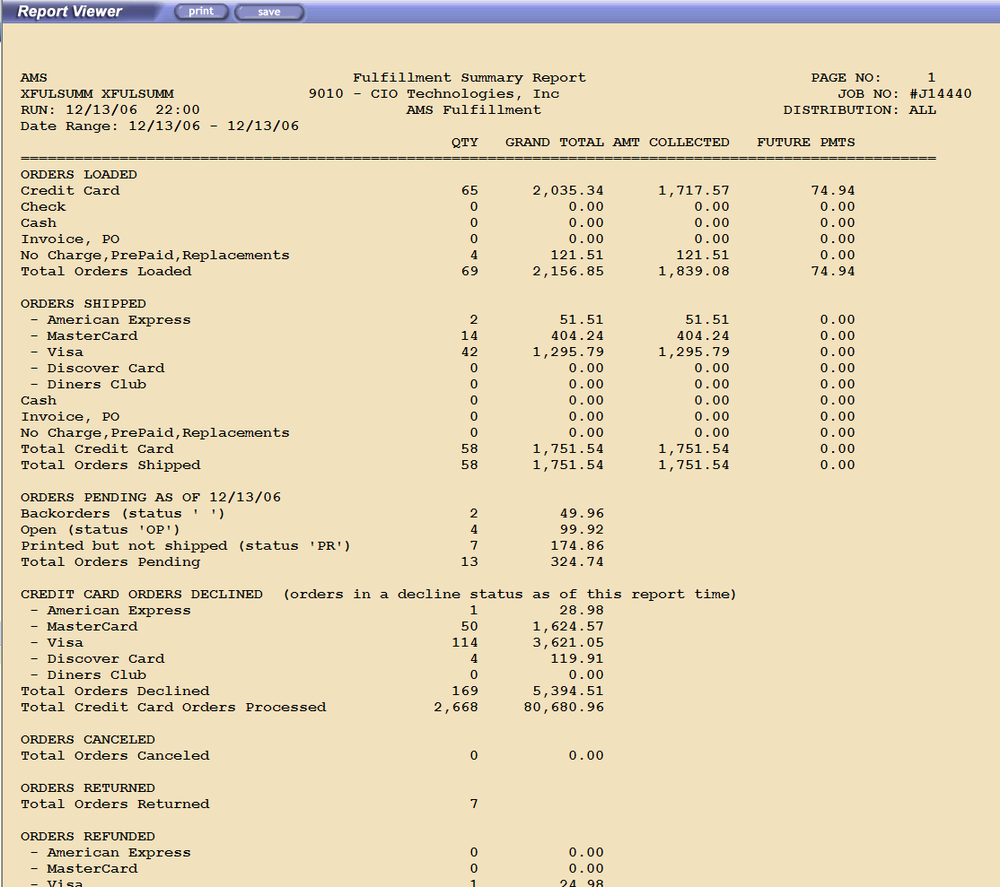 Report Viewer print save
AMS Fulfillment Summary Report PAGE NO: 1
XFULSUMM XFULSUMM 9010 - CIO Technologies, Inc JOB NO: #J14440
RUN: 12/13/06 22:00 AMS Fulfillment DISTRIBUTION: ALL
Date Range: 12/13/06 - 12/13/06
QTY GRAND TOTAL AMT COLLECTED FUTURE PMTS
======================================================================================================
ORDERS LOADED
Credit Card 65 2,035.34 1,717.57 74.94
Check 0 0.00 0.00 0.00
Cash 0 0.00 0.00 0.00
Invoice, PO 0 0.00 0.00 0.00
No Charge,PrePaid,Replacements 4 121.51 121.51 0.00
Total Orders Loaded 69 2,156.85 1,839.08 74.94
ORDERS SHIPPED
- American Express 2 51.51 51.51 0.00
- MasterCard 14 404.24 404.24 0.00
- Visa 42 1,295.79 1,295.79 0.00
- Discover Card 0 0.00 0.00 0.00
- Diners Club 0 0.00 0.00 0.00
Cash 0 0.00 0.00 0.00
Invoice, PO 0 0.00 0.00 0.00
No Charge,PrePaid,Replacements 0 0.00 0.00 0.00
Total Credit Card 58 1,751.54 1,751.54 0.00
Total Orders Shipped 58 1,751.54 1,751.54 0.00
ORDERS PENDING AS OF 12/13/06
Backorders (status ' ') 2 49.96
Open (status 'OP') 4 99.92
Printed but not shipped (status 'PR') 7 174.86
Total Orders Pending 13 324.74
CREDIT CARD ORDERS DECLINED (orders in a decline status as of this report time)
- American Express 1 28.98
- MasterCard 50 1,624.57
- Visa 114 3,621.05
- Discover Card 4 119.91
- Diners Club 0 0.00
Total Orders Declined 169 5,394.51
Total Credit Card Orders Processed 2,668 80,680.96
ORDERS CANCELED
Total Orders Canceled 0 0.00
ORDERS RETURNED
Total Orders Returned 7
ORDERS REFUNDED
- American Express 0 0.00
- MasterCard 0 0.00
- Visa 1 24.98